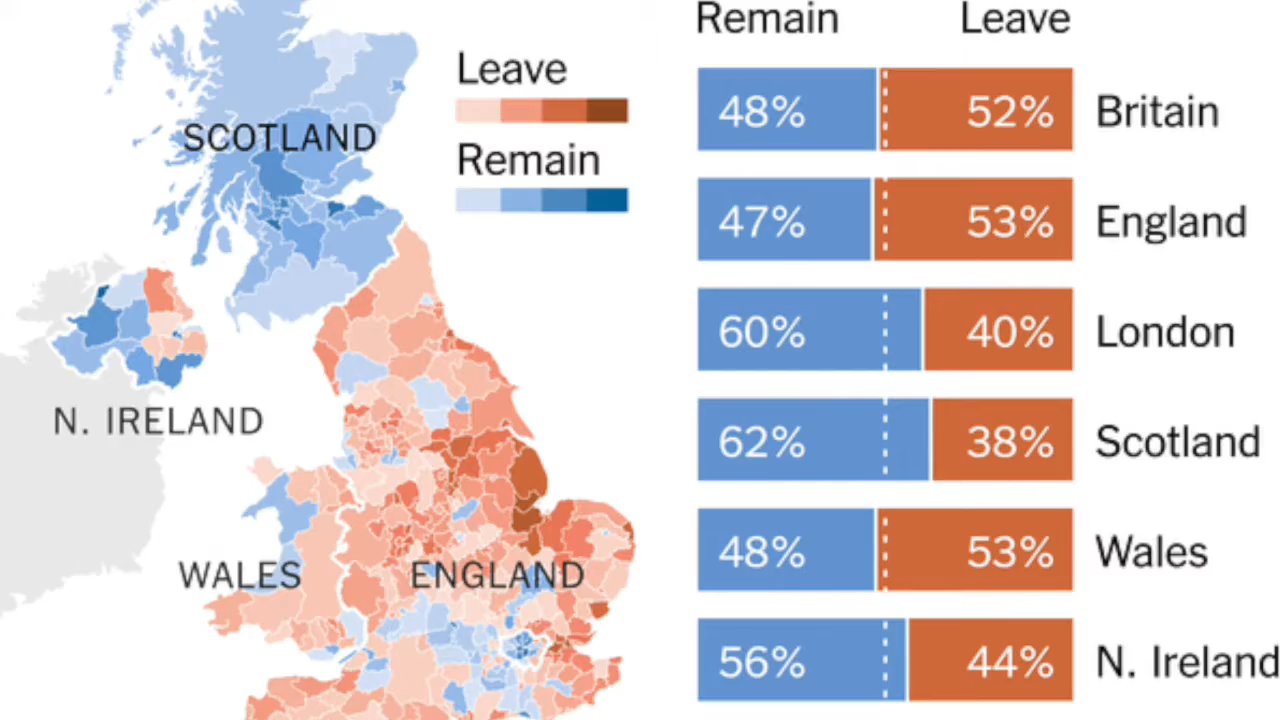 Leave
Remain
SCOTLAND
N. IRELAND
WALES
ENGLAND
Remain Leave
48% 52% Britain
47% 53% England
60% 40% London
62% 38% Scotland
48% 53% Wales
56% 44% N. Ireland